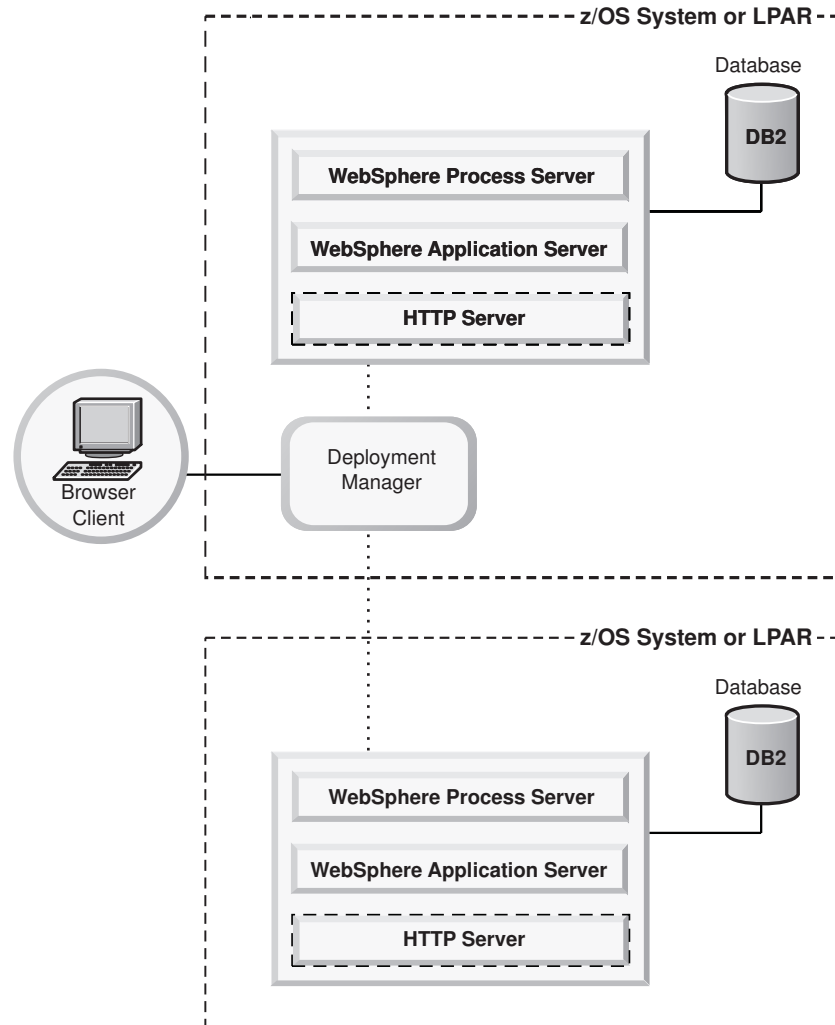 z/OS System or LPAR
Database
DB2
WebSphere Process Server
WebSphere Application Server
HTTP Server
Browser
Client
Deployment
Manager
z/OS System or LPAR
Database
DB2
WebSphere Process Server
WebSphere Application Server
HTTP Server